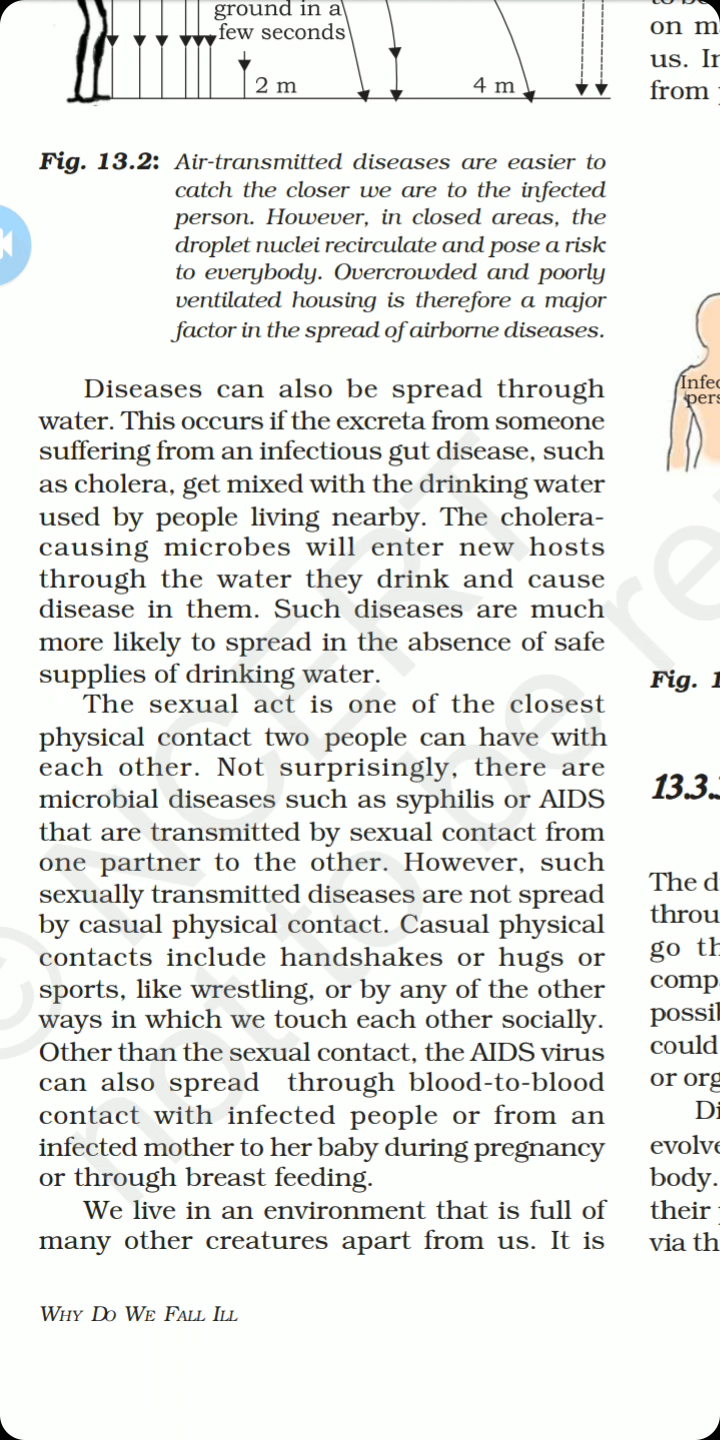 ground in a
few seconds
2 m
4 m
Fig. 13.2: Air-transmitted diseases are easier to
catch the closer we are to the infected
person. However, in closed areas, the
droplet nuclei recirculate and pose a risk
to everybody. Overcrowded and poorly
ventilated housing is therefore a major
factor in the spread of airborne diseases.
Diseases can also be spread through
water. This occurs if the excreta from someone
suffering from an infectious gut disease, such
as cholera, get mixed with the drinking water
used by people living nearby. The cholera-
causing microbes will enter new hosts
through the water they drink and cause
disease in them. Such diseases are much
more likely to spread in the absence of safe
supplies of drinking water.
The sexual act is one of the closest
physical contact two people can have with
each other. Not surprisingly, there are
microbial diseases such as syphilis or AIDS
that are transmitted by sexual contact from
one partner to the other. However, such
sexually transmitted diseases are not spread
by casual physical contact. Casual physical
contacts include handshakes or hugs or
sports, like wrestling, or by any of the other
ways in which we touch each other socially.
Other than the sexual contact, the AIDS virus
can also spread through blood-to-blood
contact with infected people or from an
infected mother to her baby during pregnancy
or through breast feeding.
We live in an environment that is full of
many other creatures apart from us. It is
WHY DO WE FALL ILL
© NCERT
not to be re
on m
us. In
from
Infec
pers
Fig. 1
13.3.
The d
throu
go th
comp
possib
could
or org
Di
evolve
body.
their
via th